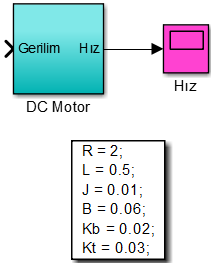 Gerilim Hız
DC Motor
Hız
R = 2;
L = 0.5;
J = 0.01;
B = 0.06;
Kb = 0.02;
Kt = 0.03;